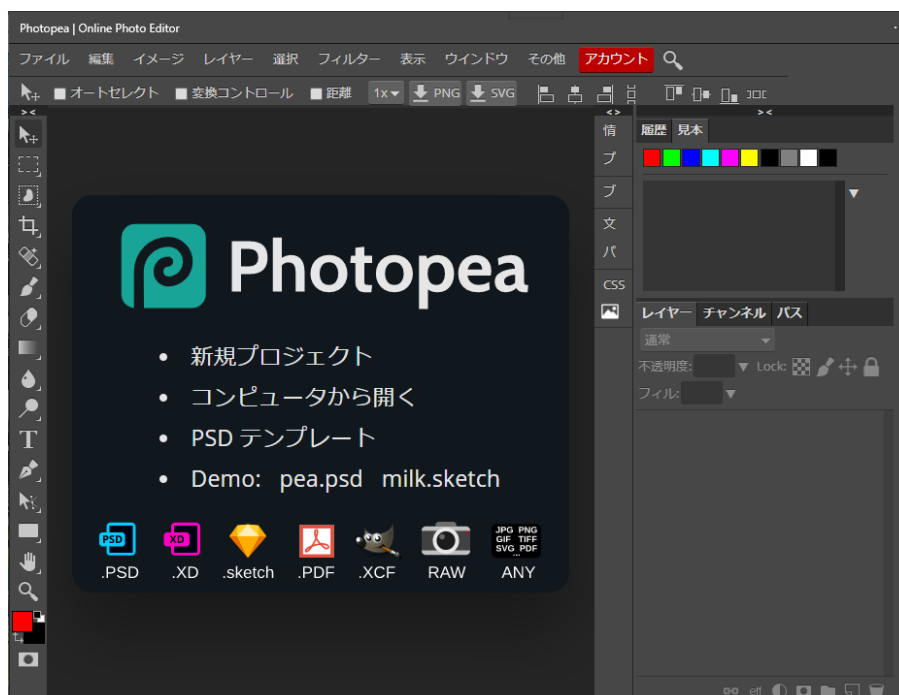 Photopea | Online Photo Editor
ファイル 編集 イメージ レイヤー 選択 フィルター 表示 ウインドウ その他 アカウント
オートセレクト 変換コントロール 距離 1x PNG SVG
> < < > > <
情 履歴 見本
プ
ブ
文
パ
CSS
Photopea
新規プロジェクト
コンピュータから開く
PSD テンプレート
Demo: pea.psd milk.sketch
PSD XD JPG PNG
GIF TIFF
SVG PDF
...
.PSD .XD .sketch .PDF .XCF RAW ANY
レイヤー チャンネル パス
通常
不透明度: Lock:
フィル:
T
eff